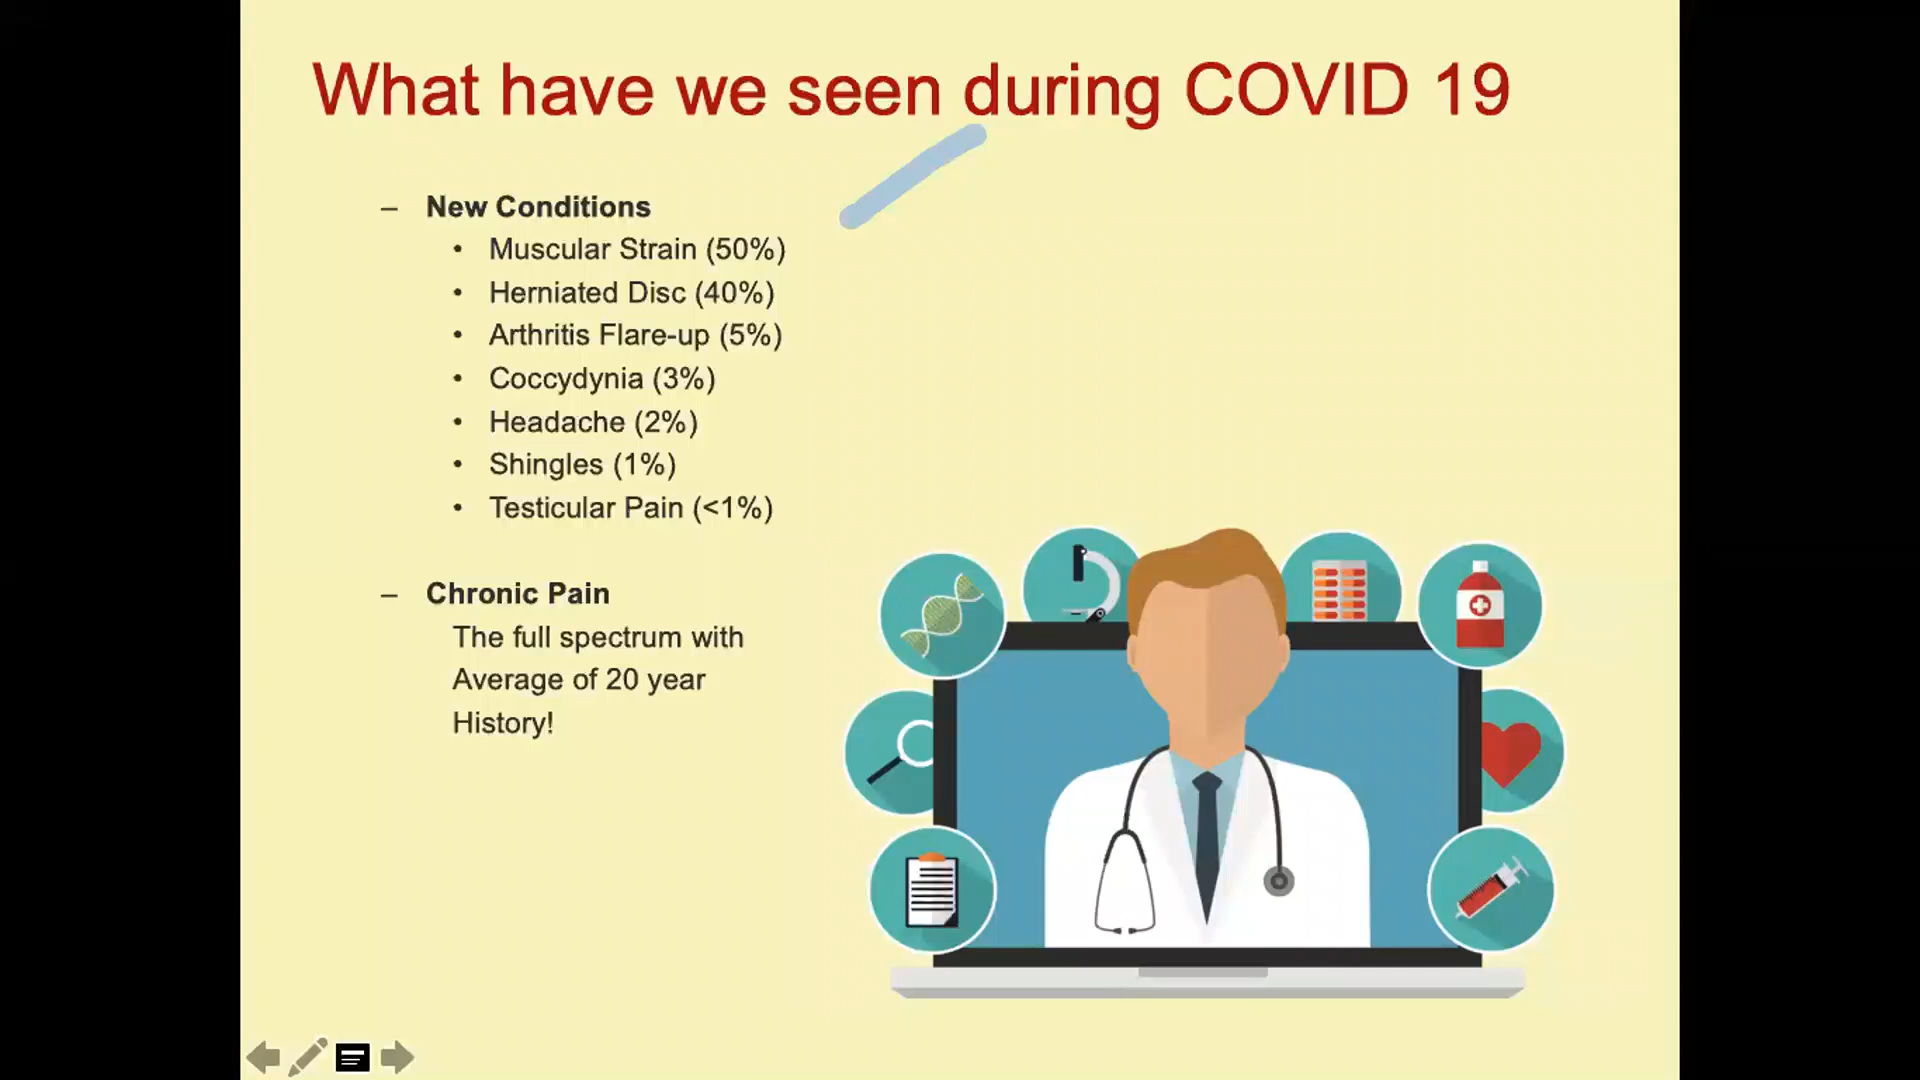 What have we seen during COVID 19
– New Conditions
• Muscular Strain (50%)
• Herniated Disc (40%)
• Arthritis Flare-up (5%)
• Coccydynia (3%)
• Headache (2%)
• Shingles (1%)
• Testicular Pain (<1%)
– Chronic Pain
The full spectrum with
Average of 20 year
History!